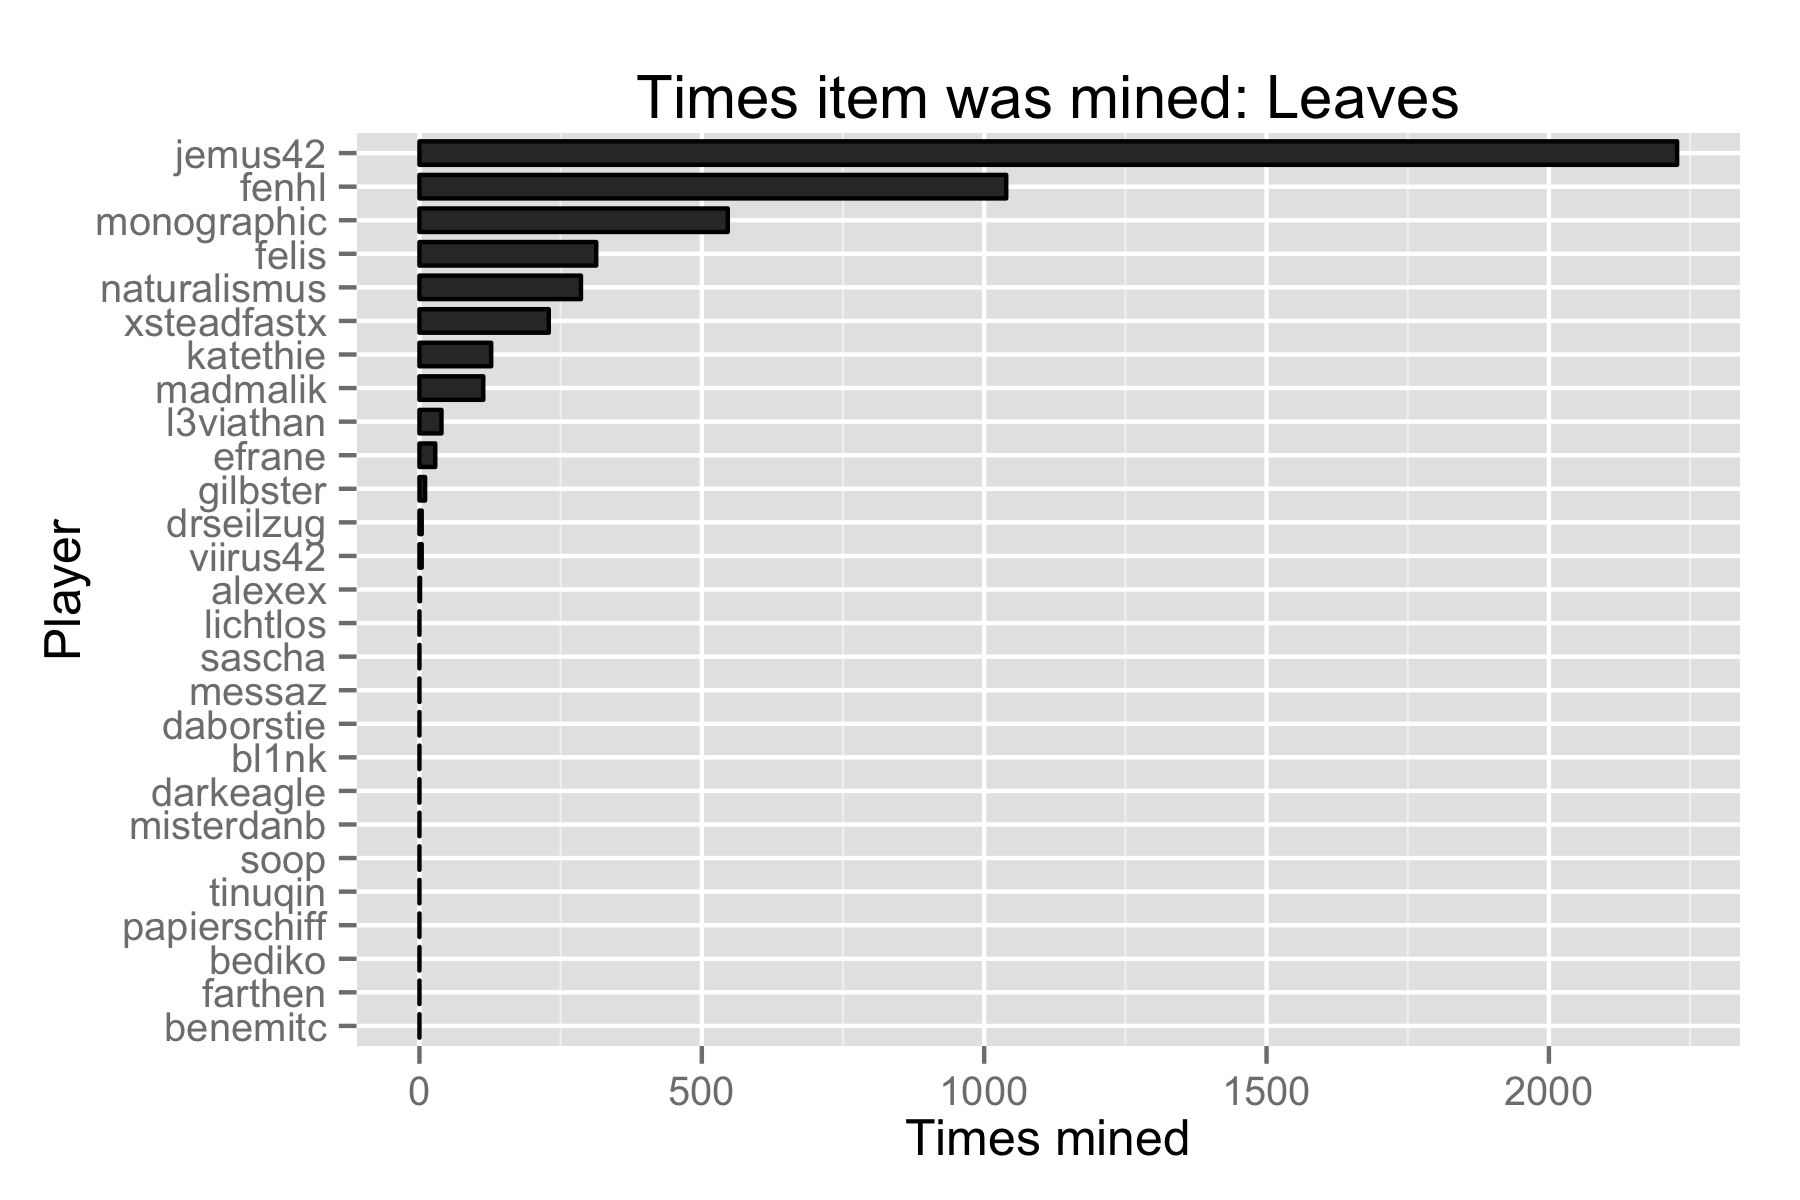 Times item was mined: Leaves
jemus42
fenhl
monographic
felis
naturalismus
xsteadfastx
katethie
madmalik
l3viathan
efrane
gilbster
drseilzug
viirus42
alexex
lichtlos
sascha
messaz
daborstie
bl1nk
darkeagle
misterdanb
soop
tinuqin
papierschiff
bediko
farthen
benemitc
Player
0 500 1000 1500 2000
Times mined